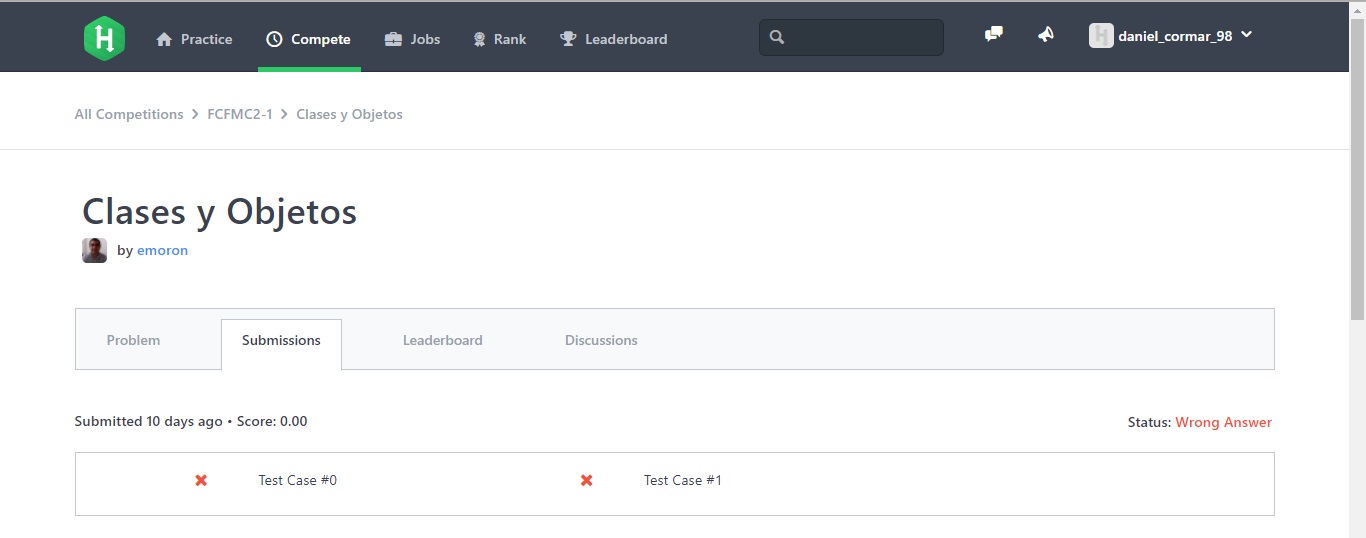 H Practice Compete Jobs Rank Leaderboard daniel_cormar_98
All Competitions > FCFMC2-1 > Clases y Objetos
Clases y Objetos
by emoron
Problem Submissions Leaderboard Discussions
Submitted 10 days ago • Score: 0.00 Status: Wrong Answer
Test Case #0 Test Case #1